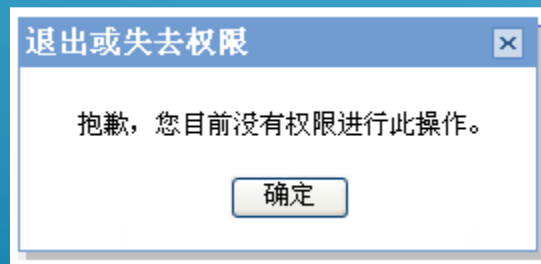 退出或失去权限
抱歉，您目前没有权限进行此操作。
确定